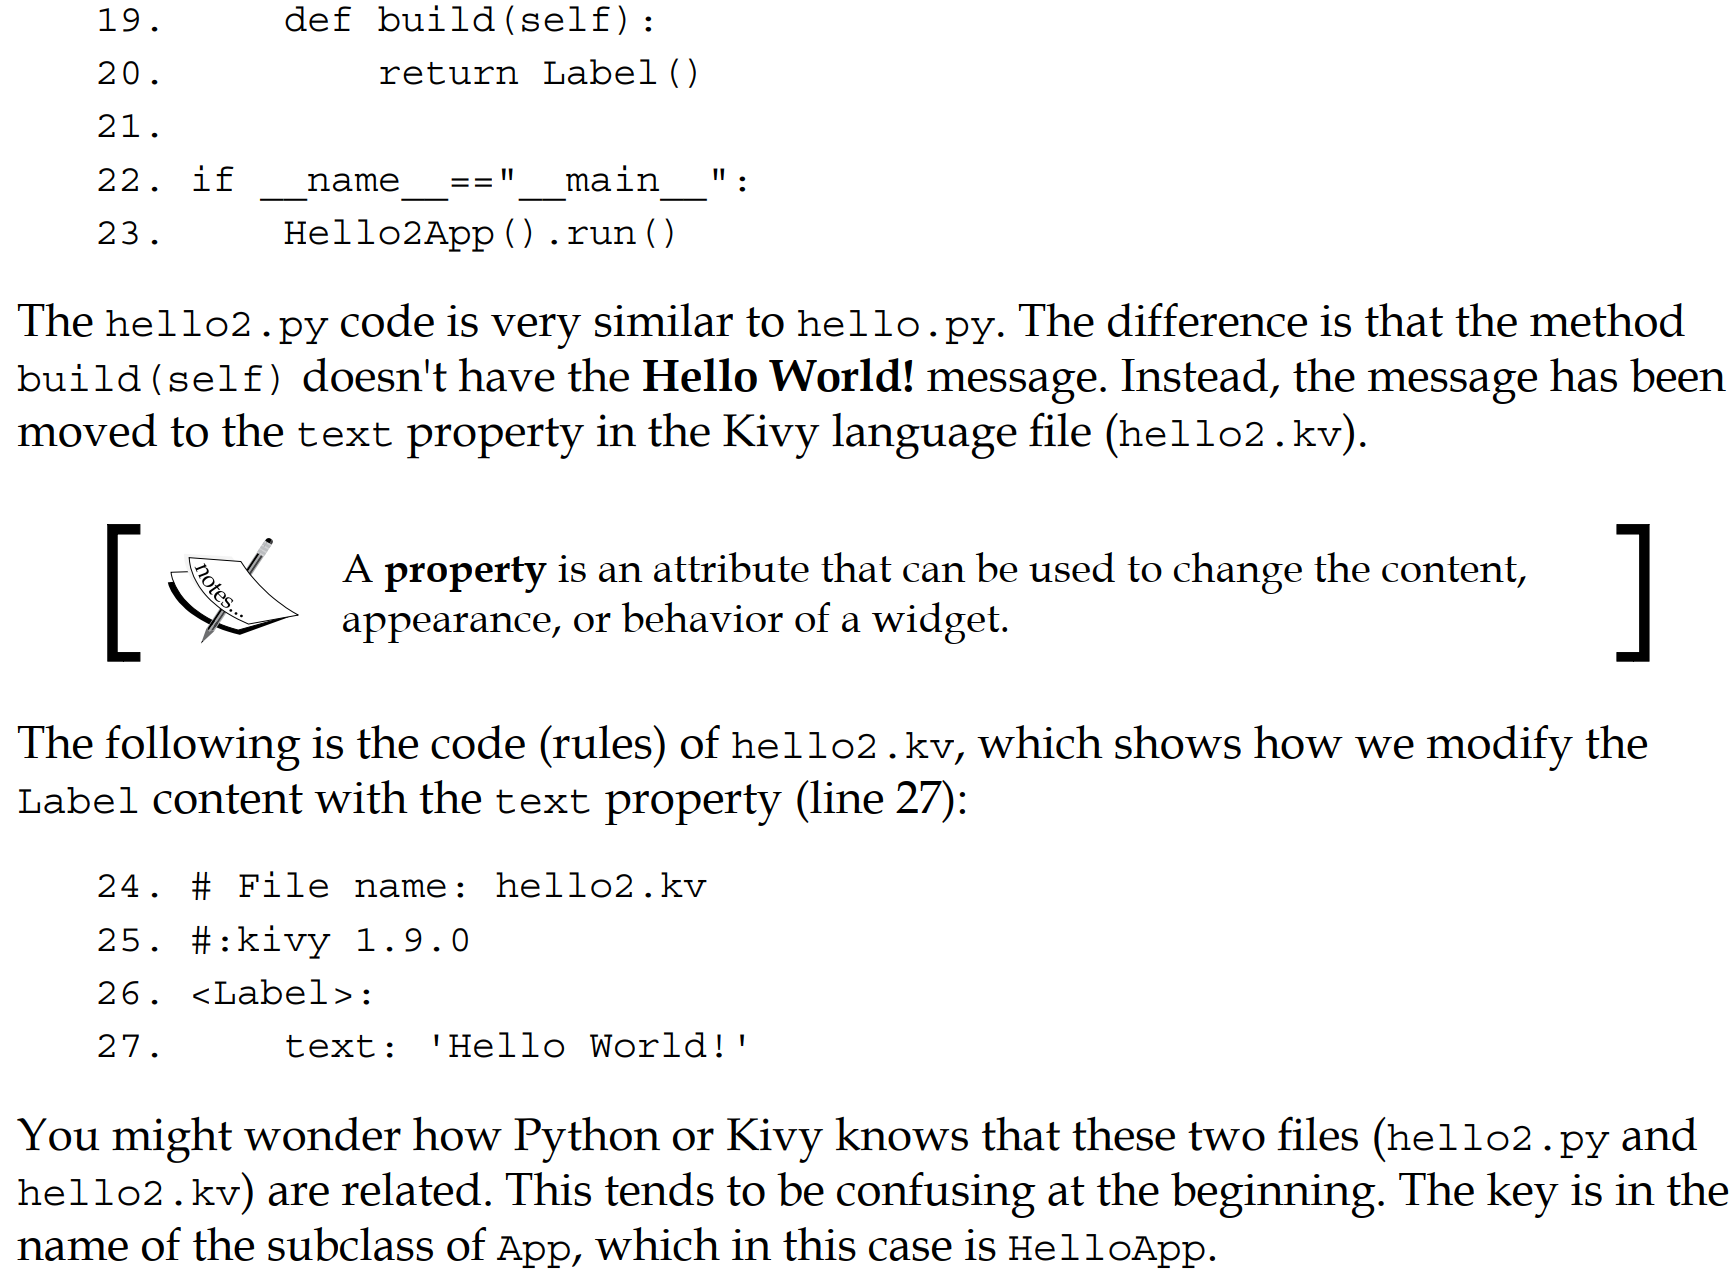 19.     def build(self):
20.         return Label()
21.
22. if __name__=="__main__":
23.     Hello2App().run()
The hello2.py code is very similar to hello.py. The difference is that the method
build(self) doesn't have the Hello World! message. Instead, the message has been
moved to the text property in the Kivy language file (hello2.kv).
notes...
A property is an attribute that can be used to change the content,
appearance, or behavior of a widget.
The following is the code (rules) of hello2.kv, which shows how we modify the
Label content with the text property (line 27):
24. # File name: hello2.kv
25. #:kivy 1.9.0
26. <Label>:
27.     text: 'Hello World!'
You might wonder how Python or Kivy knows that these two files (hello2.py and
hello2.kv) are related. This tends to be confusing at the beginning. The key is in the
name of the subclass of App, which in this case is HelloApp.